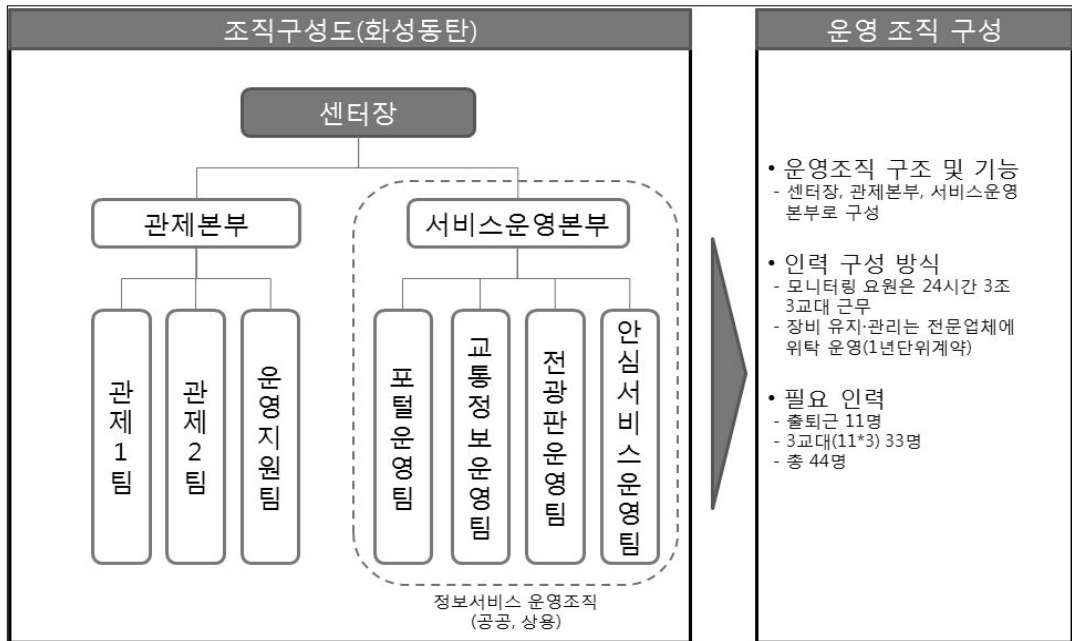 조직구성도(화성동탄)
센터장
관제본부
서비스운영본부
관제1팀
관제2팀
운영지원팀
포털운영팀
교통정보운영팀
전광판운영팀
안심서비스운영팀
정보서비스 운영조직
(공공, 상용)
운영 조직 구성
• 운영조직 구조 및 기능
- 센터장, 관제본부, 서비스운영
본부로 구성
• 인력 구성 방식
- 모니터링 요원은 24시간 3조
3교대 근무
- 장비 유지·관리는 전문업체에
위탁 운영(1년단위계약)
• 필요 인력
- 출퇴근 11명
- 3교대(11*3) 33명
- 총 44명